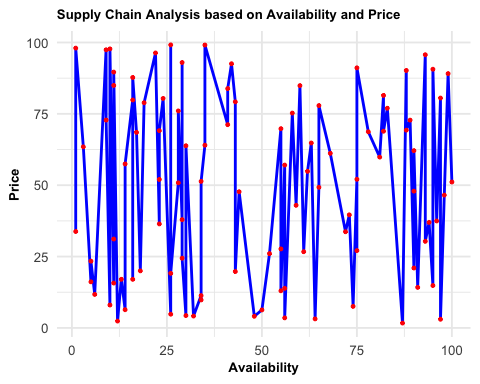 Supply Chain Analysis based on Availability and Price
100
75
50
25
0
Price
0 25 50 75 100
Availability